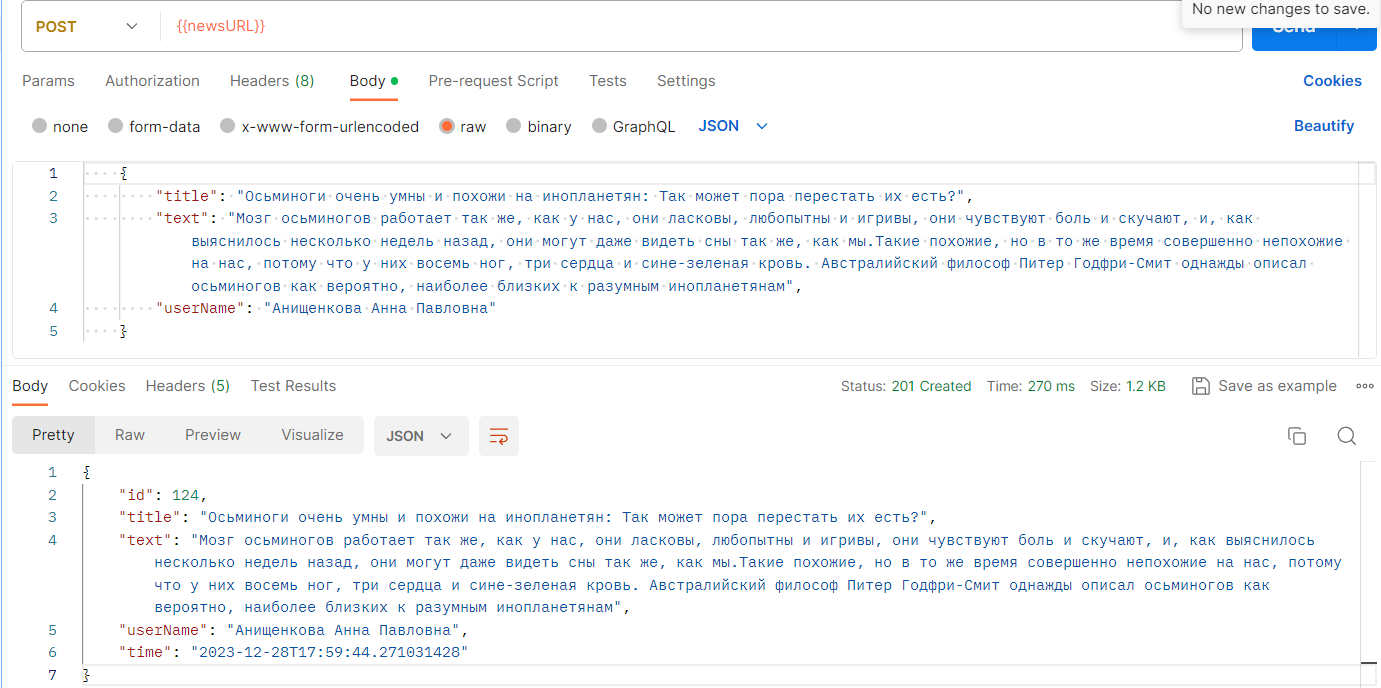 No new changes to save.
POST {{newsURL}} Send
Params Authorization Headers (8) Body Pre-request Script Tests Settings Cookies
none form-data x-www-form-urlencoded raw binary GraphQL JSON Beautify
1 {
2 "title": "Осьминоги очень умны и похожи на инопланетян: Так может пора перестать их есть?",
3 "text": "Мозг осьминогов работает так же, как у нас, они ласковы, любопытны и игривы, они чувствуют боль и скучают, и, как
выяснилось несколько недель назад, они могут даже видеть сны так же, как мы.Такие похожие, но в то же время совершенно непохожие
на нас, потому что у них восемь ног, три сердца и сине-зеленая кровь. Австралийский философ Питер Годфри-Смит однажды описал
осьминогов как вероятно, наиболее близких к разумным инопланетянам",
4 "userName": "Анищенкова Анна Павловна"
5 }
Body Cookies Headers (5) Test Results Status: 201 Created Time: 270 ms Size: 1.2 KB Save as example
Pretty Raw Preview Visualize JSON
1 {
2 "id": 124,
3 "title": "Осьминоги очень умны и похожи на инопланетян: Так может пора перестать их есть?",
4 "text": "Мозг осьминогов работает так же, как у нас, они ласковы, любопытны и игривы, они чувствуют боль и скучают, и, как выяснилось
несколько недель назад, они могут даже видеть сны так же, как мы.Такие похожие, но в то же время совершенно непохожие на нас, потому
что у них восемь ног, три сердца и сине-зеленая кровь. Австралийский философ Питер Годфри-Смит однажды описал осьминогов как
вероятно, наиболее близких к разумным инопланетянам",
5 "userName": "Анищенкова Анна Павловна",
6 "time": "2023-12-28T17:59:44.271031428"
7 }